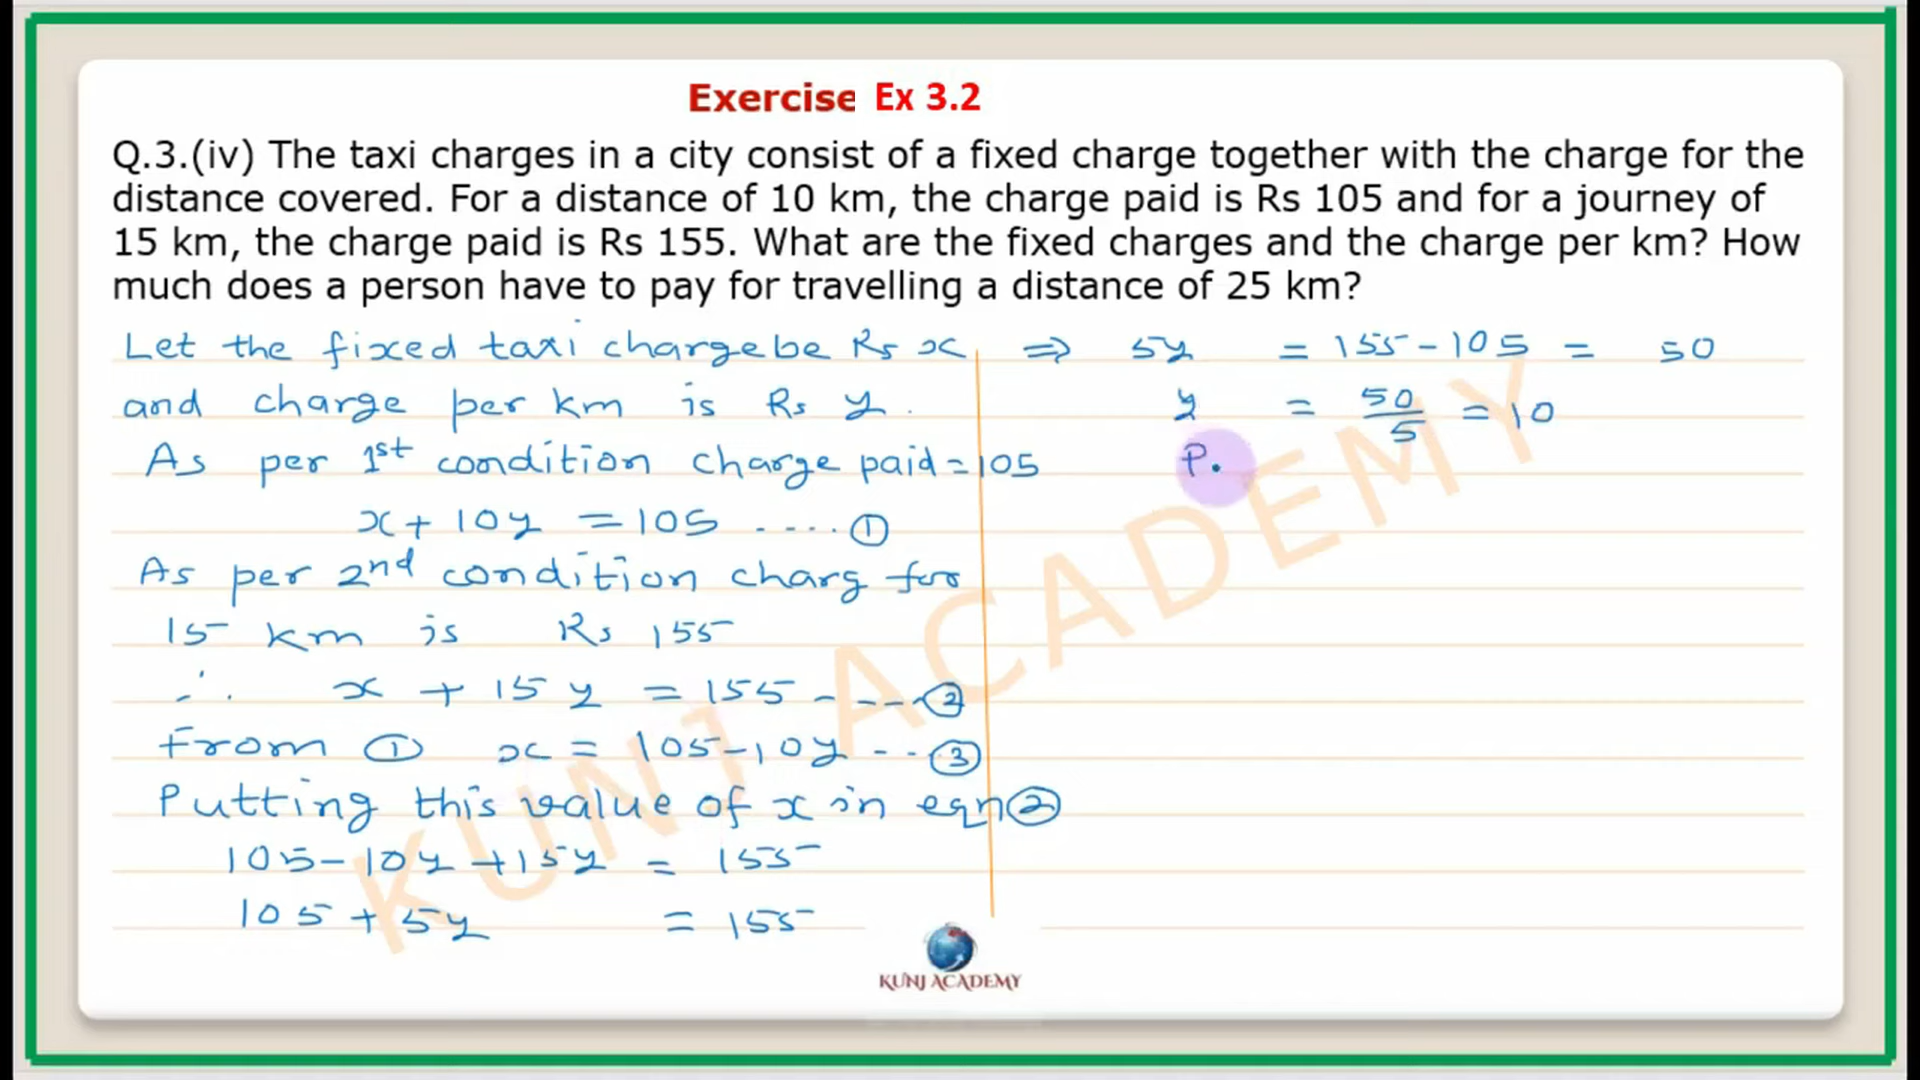 Exercise Ex 3.2
Q.3.(iv) The taxi charges in a city consist of a fixed charge together with the charge for the
distance covered. For a distance of 10 km, the charge paid is Rs 105 and for a journey of
15 km, the charge paid is Rs 155. What are the fixed charges and the charge per km? How
much does a person have to pay for travelling a distance of 25 km?
Let the fixed taxi charge be Rs x
and charge per km is Rs y.
As per 1st condition charge paid = 105
x + 10y = 105 ..... ①
As per 2nd condition charg for
15 km is Rs 155
∴ x + 15y = 155 ----- ②
From ① x = 105 - 10y --- ③
Putting this value of x in eqn ②
105 - 10y + 15y = 155
105 + 5y = 155
⇒ 5y = 155 - 105 = 50
y = 50/5 = 10
P.
KUNJ ACADEMY
KUNJ ACADEMY